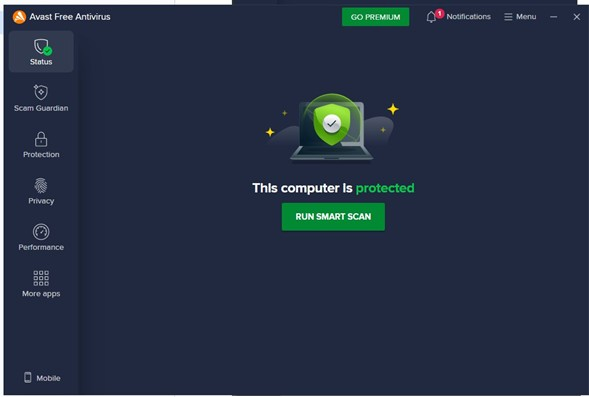 Avast Free Antivirus
GO PREMIUM
1
Notifications
Menu
Status
Scam Guardian
Protection
Privacy
Performance
More apps
Mobile
This computer is protected
RUN SMART SCAN